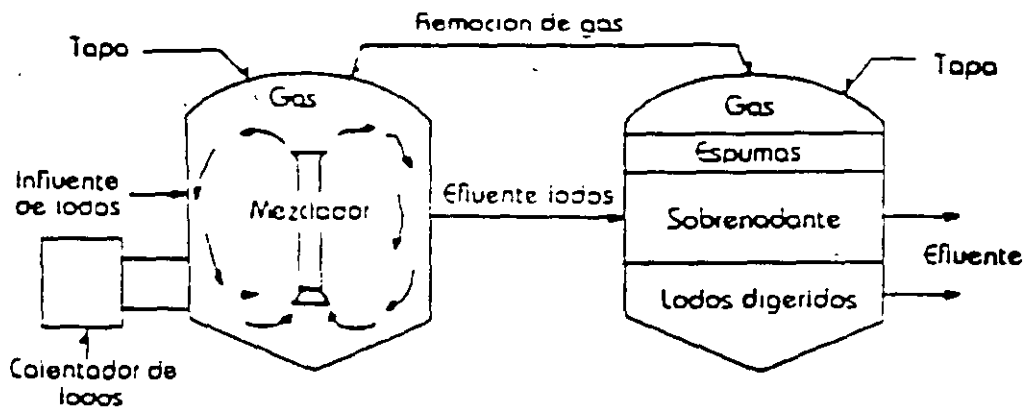 Remocion de gas
Tapa
Tapa
Gas
Gas
Espumas
Influente
de lodos
Mezclador
Efluente lodos
Sobrenadante
Efluente
Lodos digeridos
Calentador de
lodos